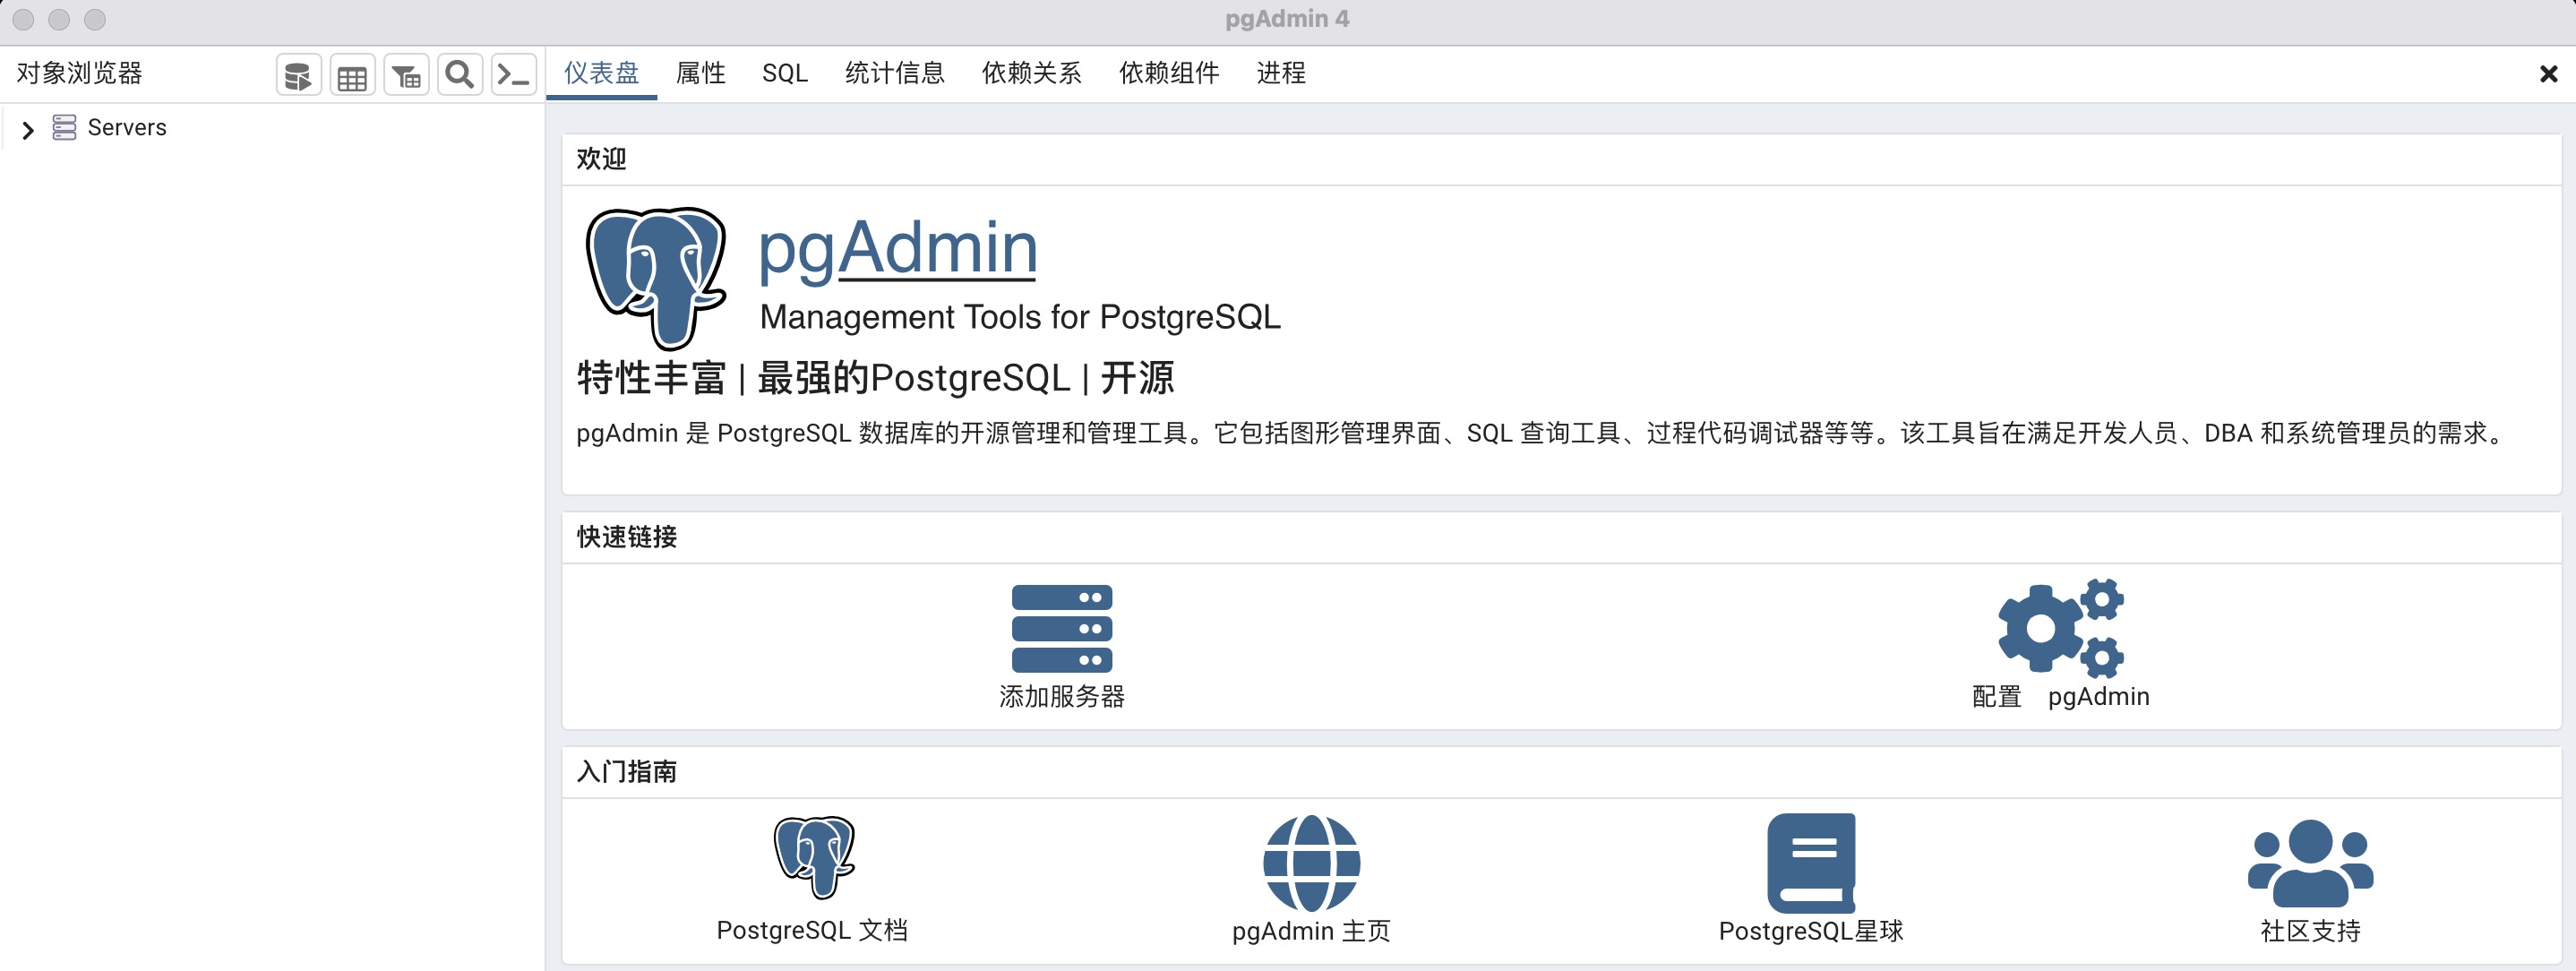 pgAdmin 4
对象浏览器
仪表盘 属性 SQL 统计信息 依赖关系 依赖组件 进程
Servers
欢迎
pgAdmin
Management Tools for PostgreSQL
特性丰富 | 最强的PostgreSQL | 开源
pgAdmin 是 PostgreSQL 数据库的开源管理和管理工具。它包括图形管理界面、SQL 查询工具、过程代码调试器等等。该工具旨在满足开发人员、DBA 和系统管理员的需求。
快速链接
添加服务器 配置 pgAdmin
入门指南
PostgreSQL 文档 pgAdmin 主页 PostgreSQL星球 社区支持